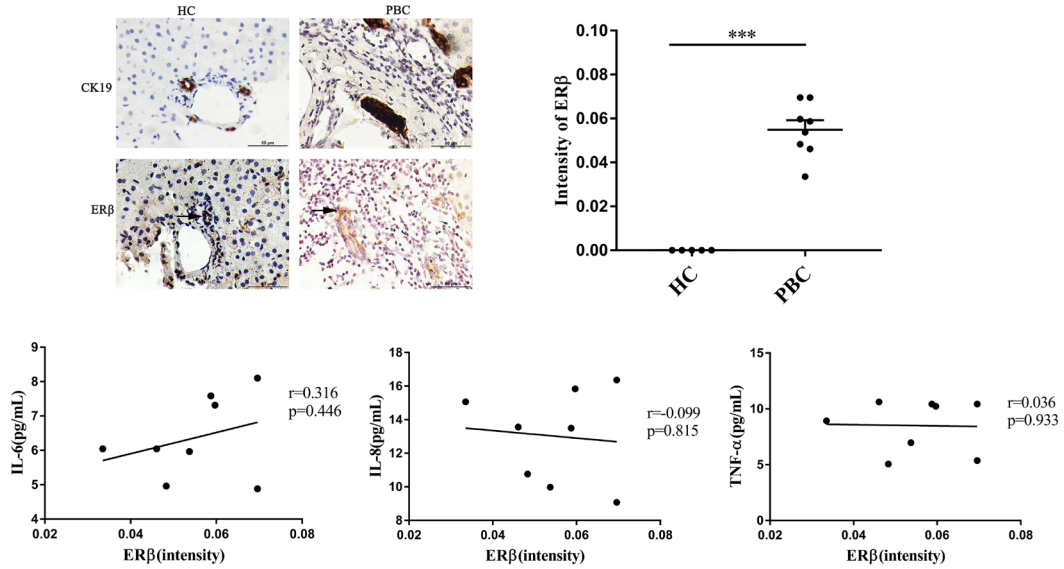 HC PBC
CK19
50 μm
ERβ
Intensity of ERβ
0.10
0.08
0.06
0.04
0.02
0.00
***
HC PBC
IL-6(pg/mL)
9
8
7
6
5
4
0.02 0.04 0.06 0.08
ERβ(intensity)
r=0.316
p=0.446
IL-8(pg/mL)
18
16
14
12
10
8
0.02 0.04 0.06 0.08
ERβ(intensity)
r=-0.099
p=0.815
TNF-α(pg/mL)
15
10
5
0
0.02 0.04 0.06 0.08
ERβ(intensity)
r=0.036
p=0.933